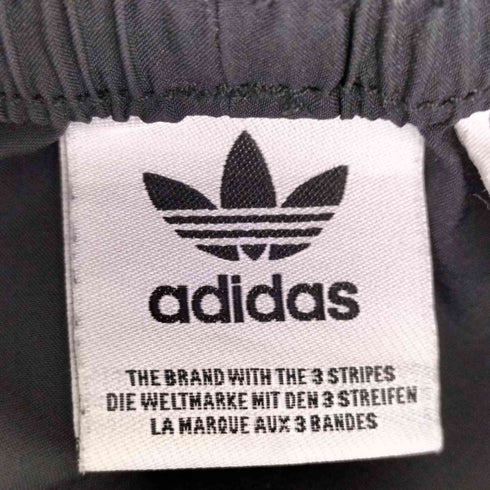 adidas
THE BRAND WITH THE 3 STRIPES
DIE WELTMARKE MIT DEN 3 STREIFEN
LA MARQUE AUX 3 BANDES